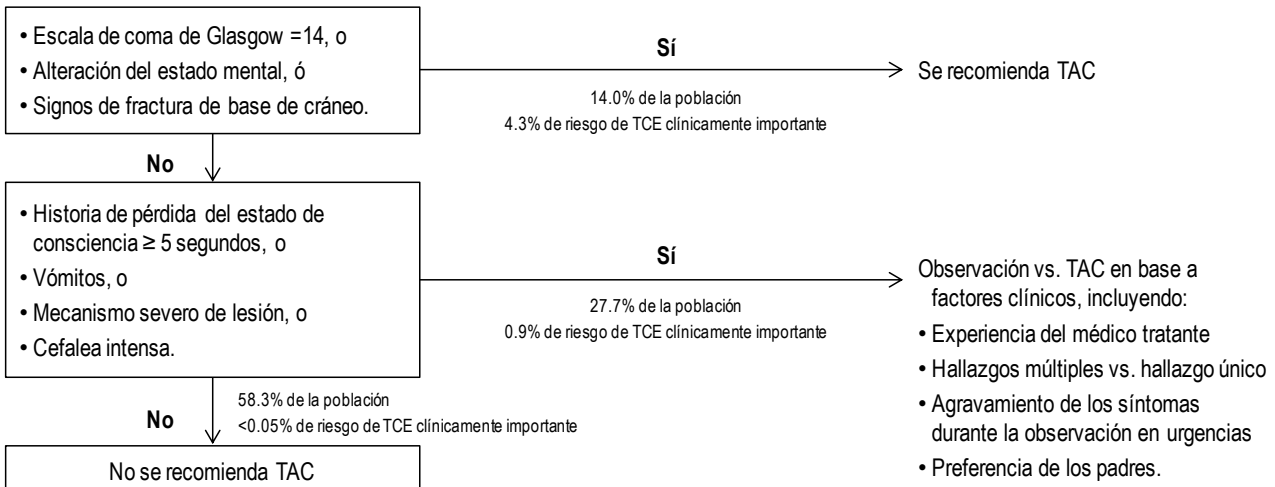 • Escala de coma de Glasgow =14, o
• Alteración del estado mental, ó
• Signos de fractura de base de cráneo.
Sí
14.0% de la población
4.3% de riesgo de TCE clínicamente importante
Se recomienda TAC
No
• Historia de pérdida del estado de
consciencia ≥ 5 segundos, o
• Vómitos, o
• Mecanismo severo de lesión, o
• Cefalea intensa.
Sí
27.7% de la población
0.9% de riesgo de TCE clínicamente importante
Observación vs. TAC en base a
factores clínicos, incluyendo:
• Experiencia del médico tratante
• Hallazgos múltiples vs. hallazgo único
• Agravamiento de los síntomas
durante la observación en urgencias
• Preferencia de los padres.
No
58.3% de la población
<0.05% de riesgo de TCE clínicamente importante
No se recomienda TAC